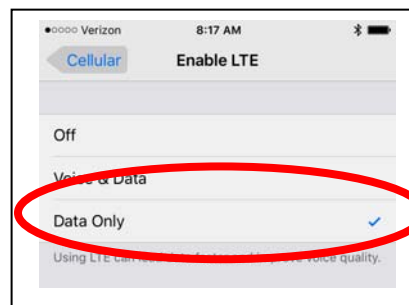 Verizon
8:17 AM
Cellular
Enable LTE
Off
Voice & Data
Data Only
Using LTE can voice quality.